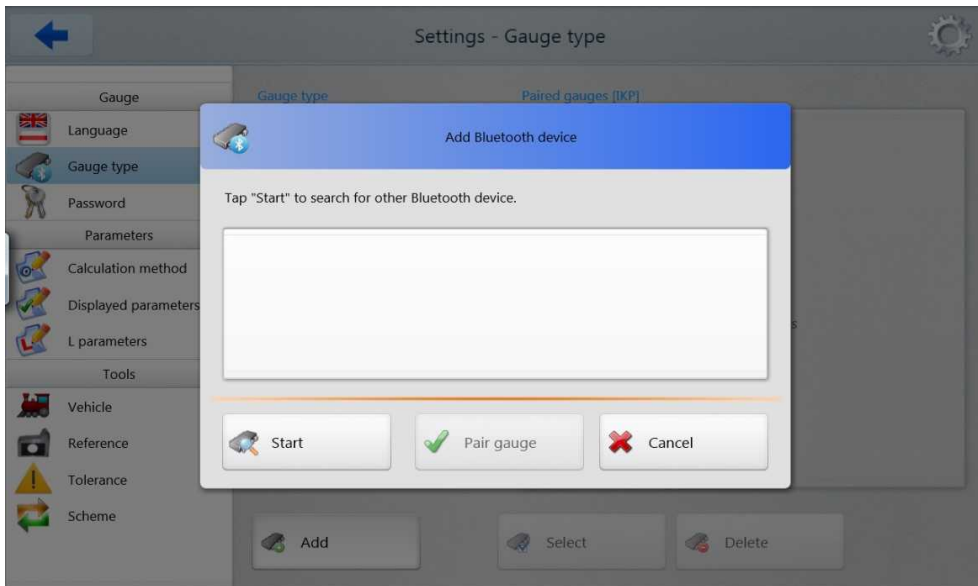 Settings - Gauge type
Gauge
Language
Gauge type
Password
Parameters
Calculation method
Displayed parameters
L parameters
Tools
Vehicle
Reference
Tolerance
Scheme
Gauge type
Paired gauges [IKP]
Add Bluetooth device
Tap "Start" to search for other Bluetooth device.
Start
Pair gauge
Cancel
Add
Select
Delete